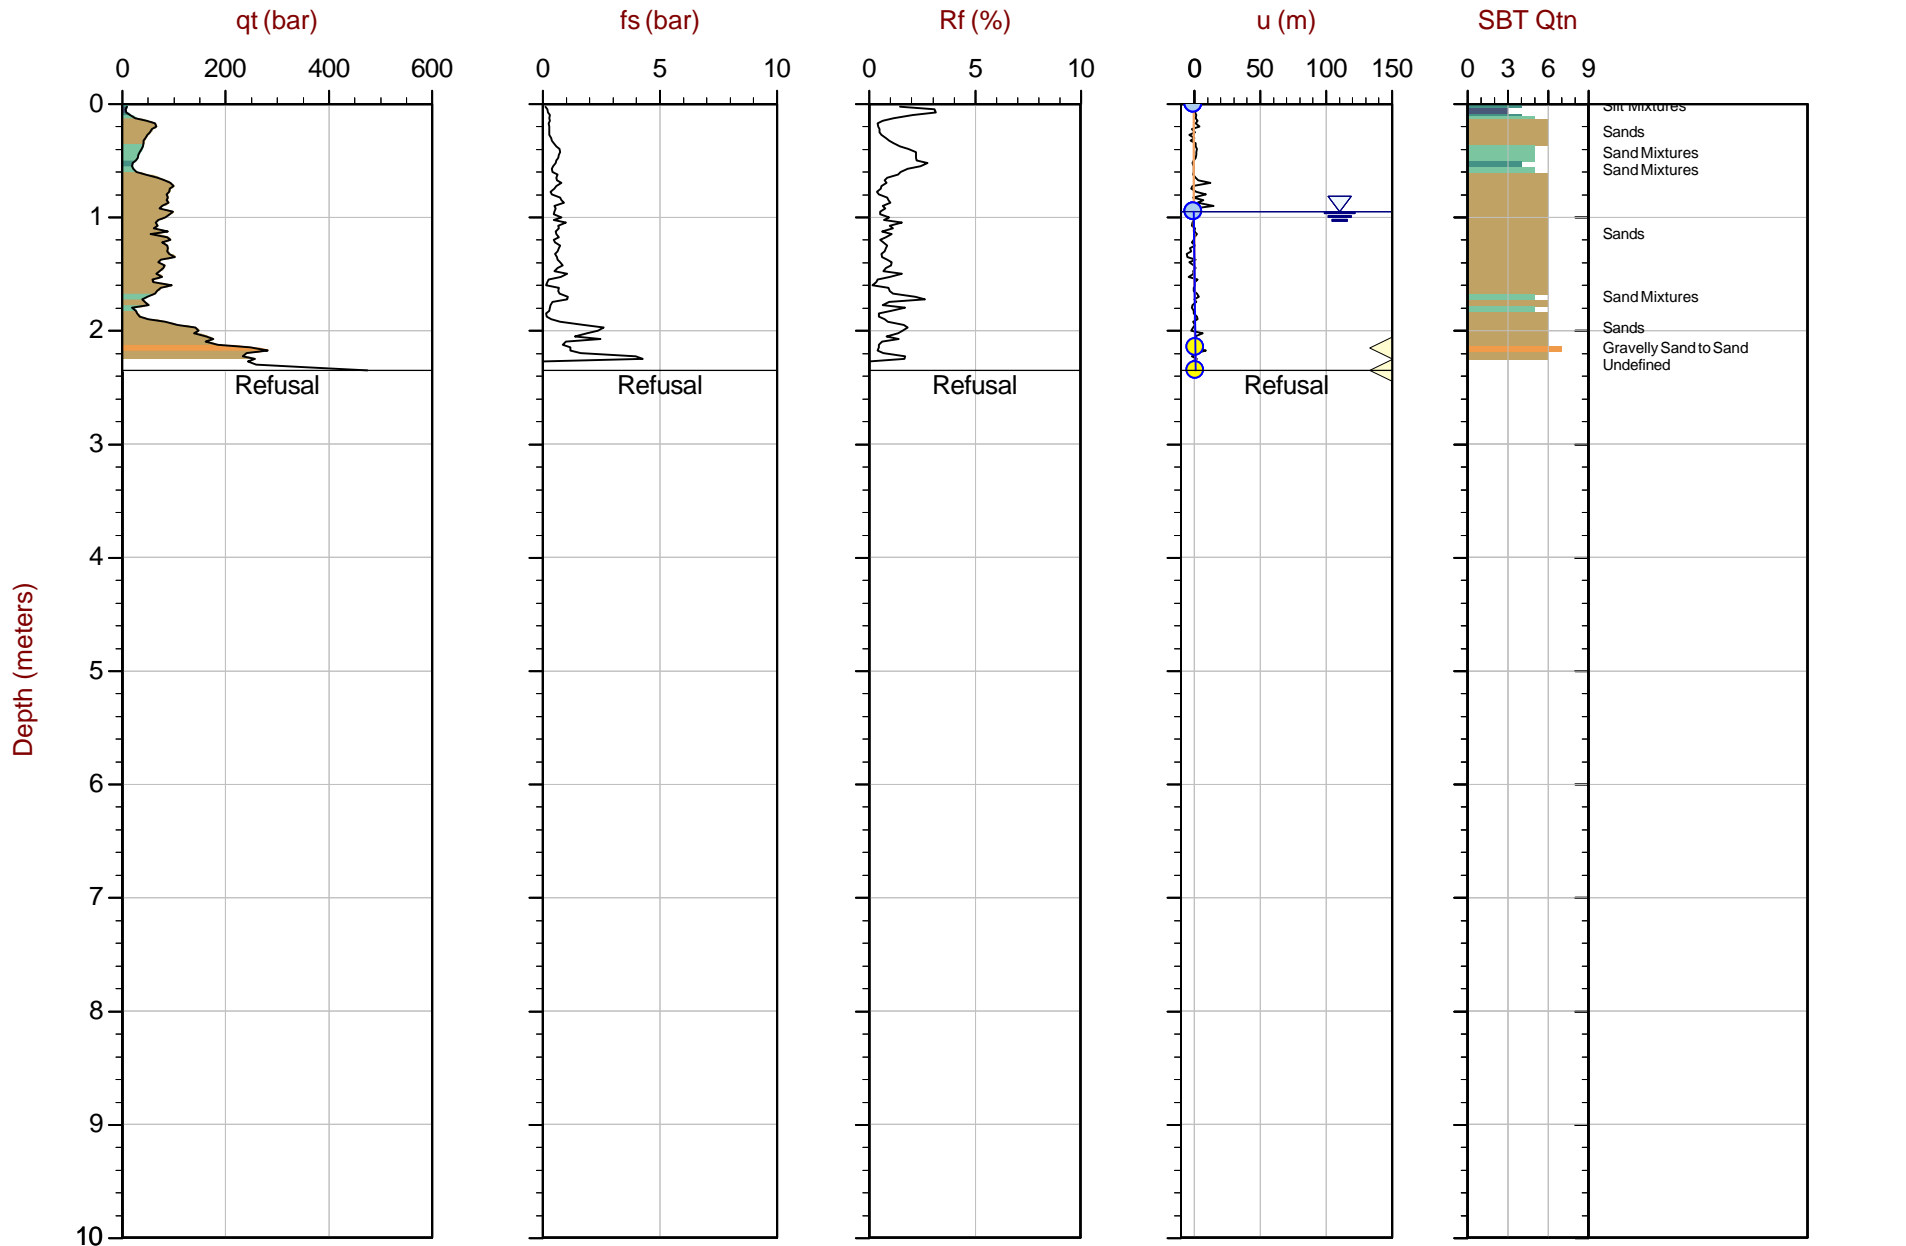 qt (bar) fs (bar) Rf (%) u (m) SBT Qtn
0 200 400 600 0 5 10 0 5 10 0 50 100 150 0 3 6 9
0
Silt Mixtures
Sands
Sand Mixtures
Sand Mixtures
1
Sands
Sand Mixtures
2
Sands
Gravelly Sand to Sand
Undefined
Refusal Refusal Refusal Refusal
3
4
5
Depth (meters)
6
7
8
9
10